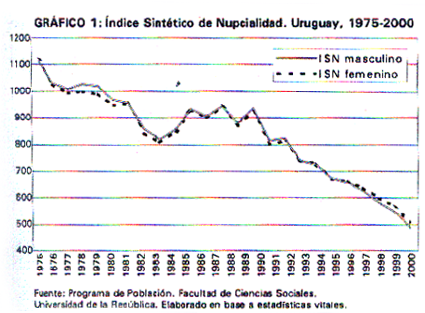 GRÁFICO 1: Índice Sintético de Nupcialidad. Uruguay, 1975-2000
1200
1100
1000
900
800
700
600
500
400
ISN masculino
ISN femenino
1975 1676 1977 1978 1979 1980 1981 1982 1983 1984 1985 1986 1987 1988 1989 1990 1991 1992 1993 1994 1995 1996 1997 1998 1999 2000
Fuente: Programa de Población. Facultad de Ciencias Sociales.
Universidad de la República. Elaborado en base a estadísticas vitales.